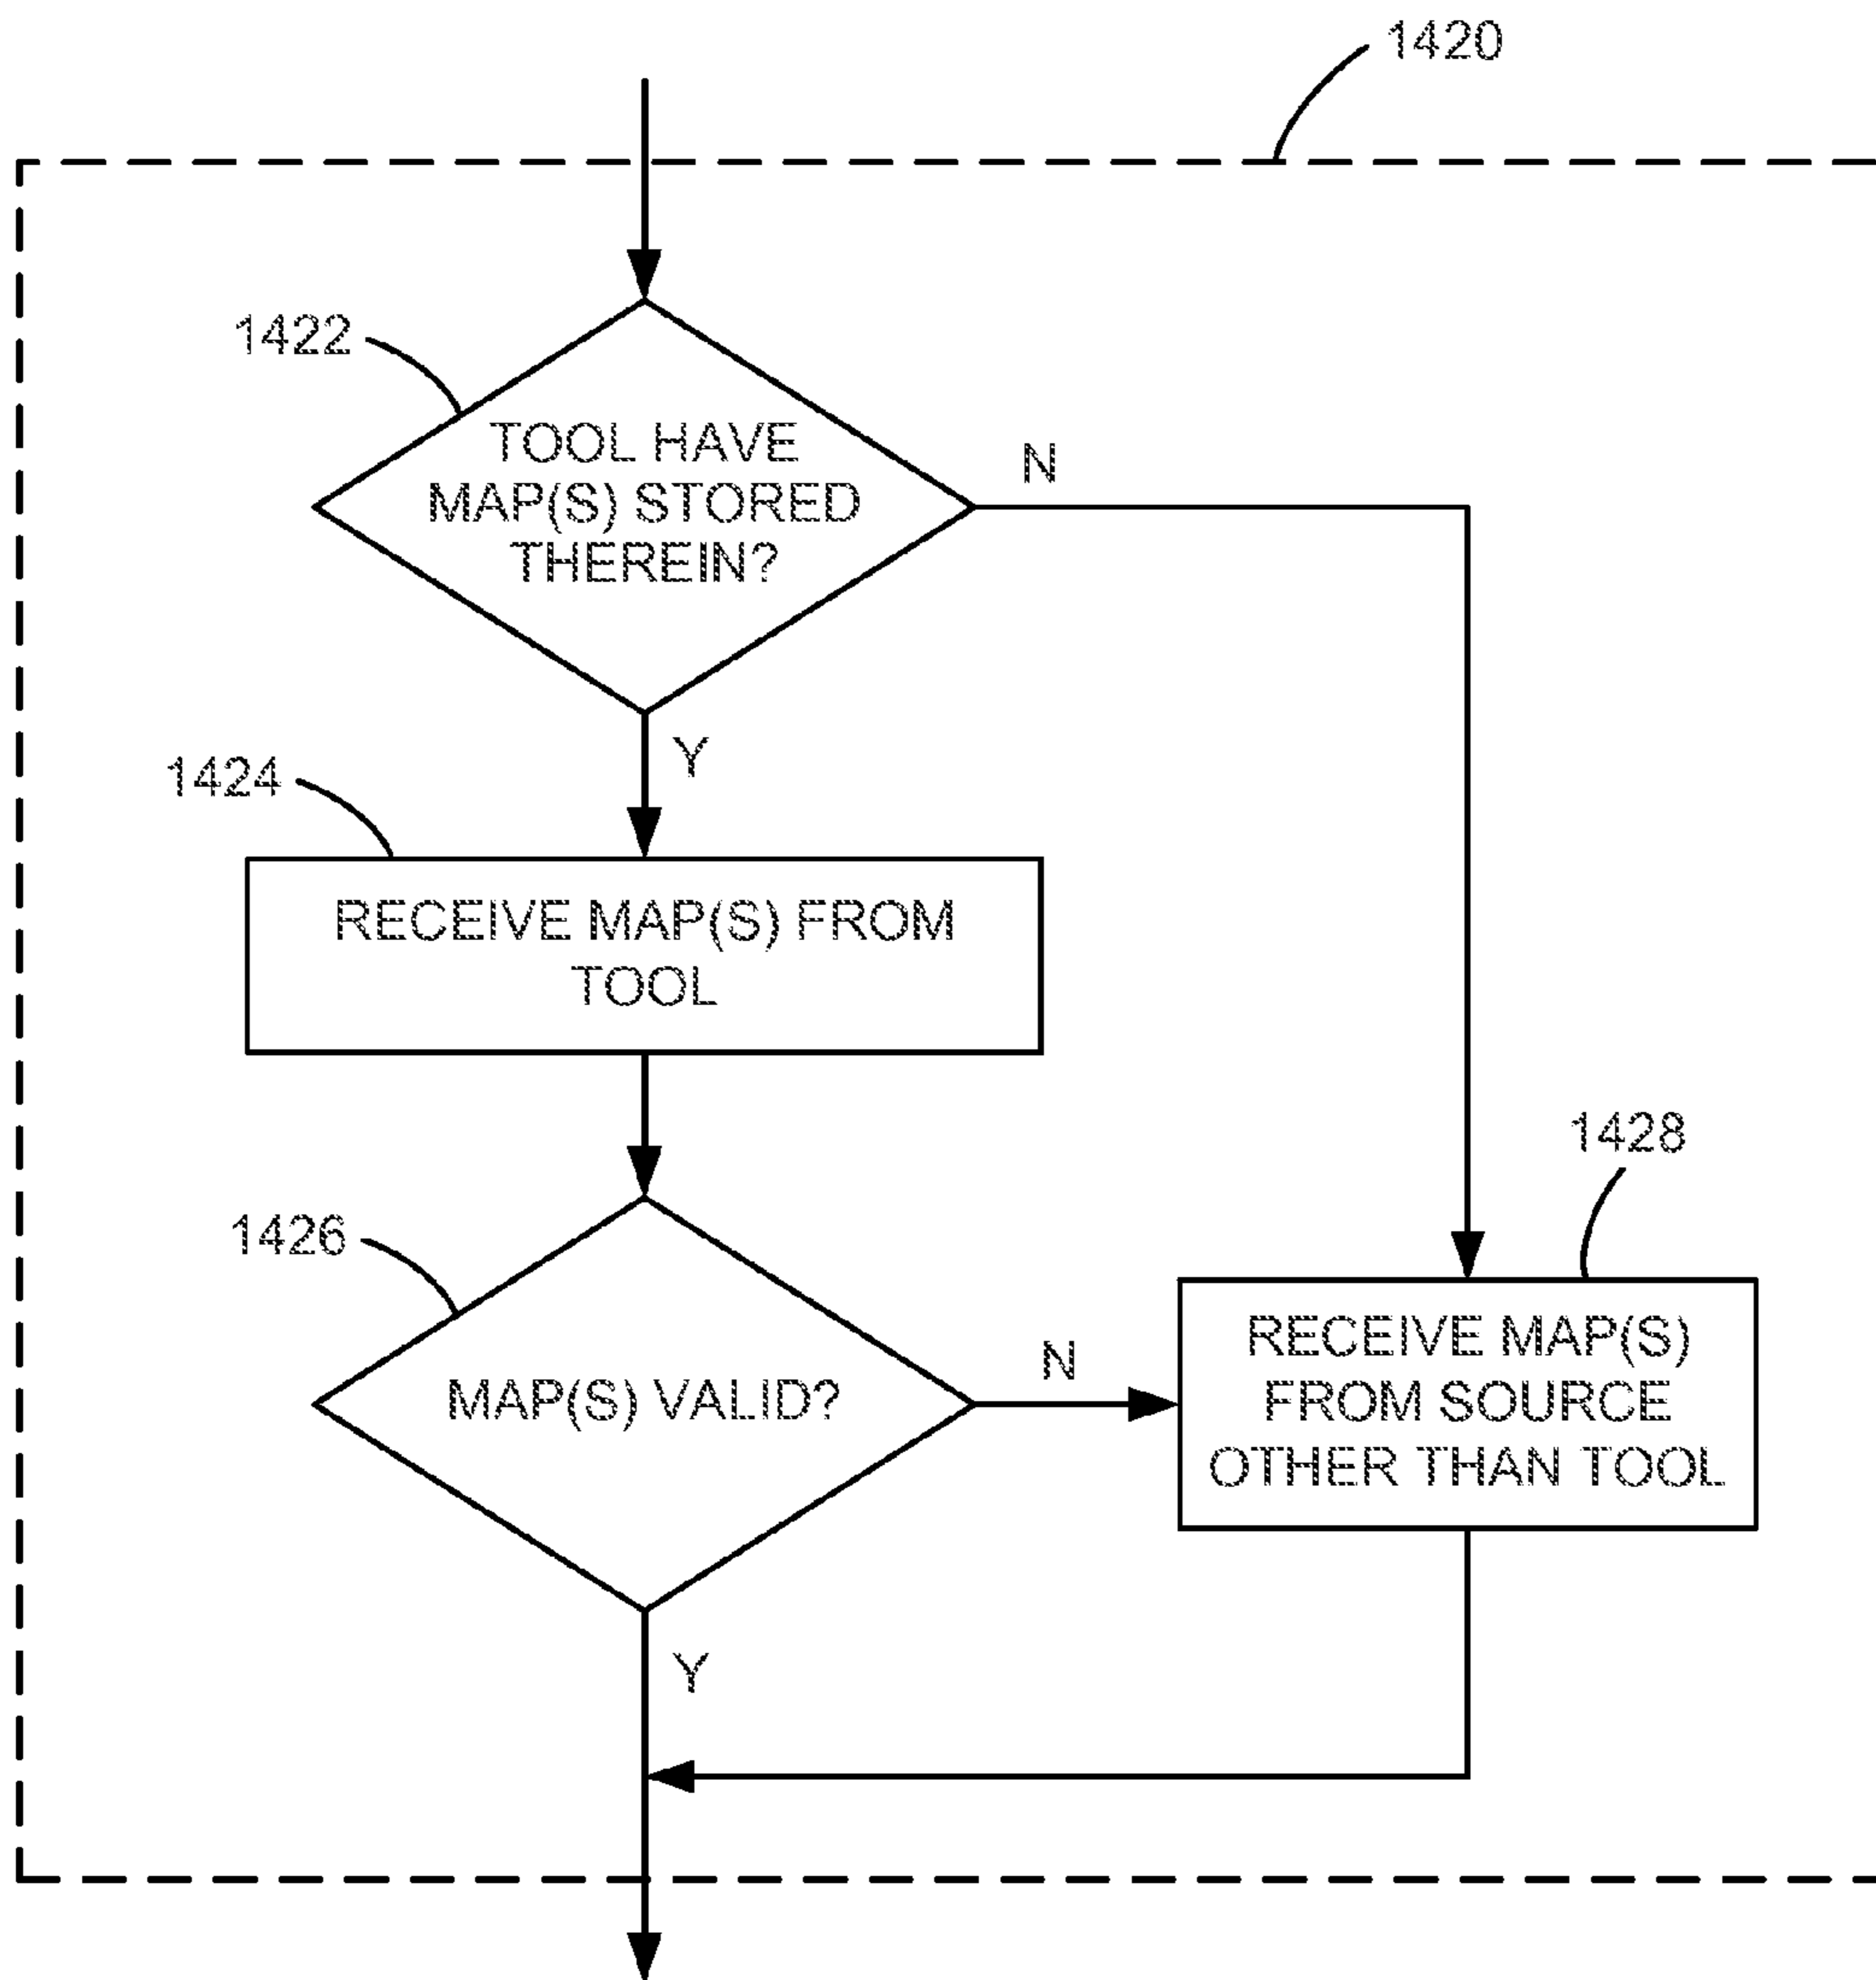 1420
1422
TOOL HAVE
MAP(S) STORED
THEREIN?
N
Y
1424
RECEIVE MAP(S) FROM
TOOL
1428
1426
MAP(S) VALID?
N
RECEIVE MAP(S)
FROM SOURCE
OTHER THAN TOOL
Y